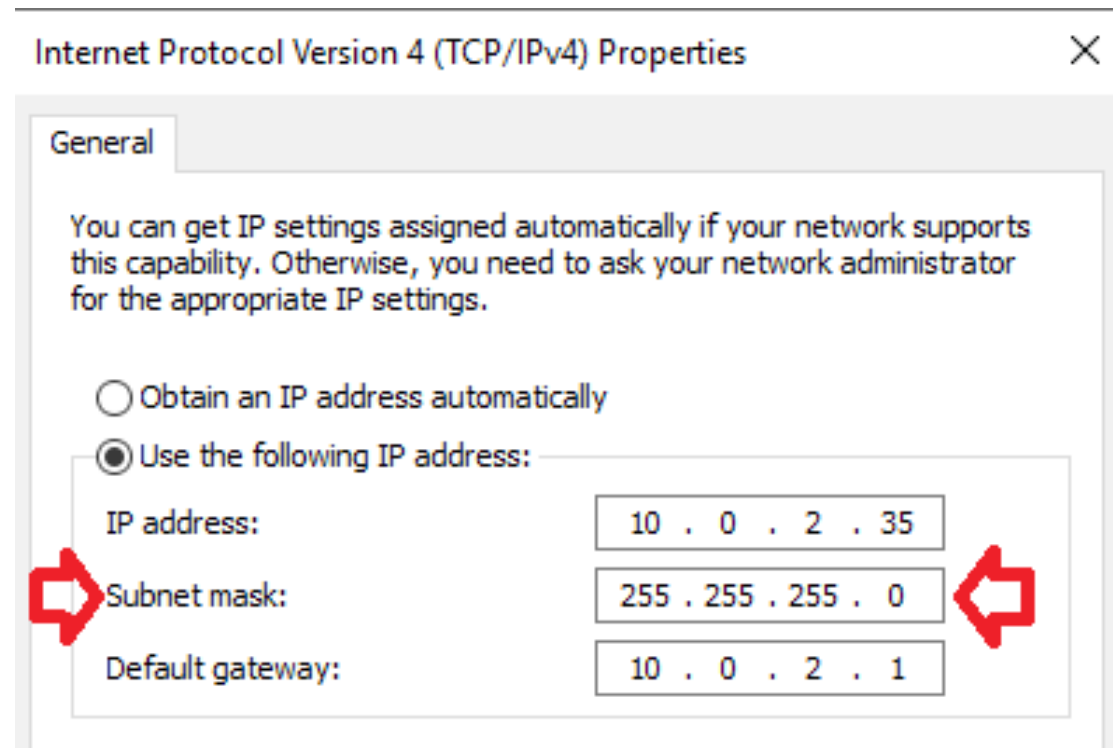 Internet Protocol Version 4 (TCP/IPv4) Properties
General
You can get IP settings assigned automatically if your network supports
this capability. Otherwise, you need to ask your network administrator
for the appropriate IP settings.
Obtain an IP address automatically
Use the following IP address:
IP address: 10 . 0 . 2 . 35
Subnet mask: 255 . 255 . 255 . 0
Default gateway: 10 . 0 . 2 . 1